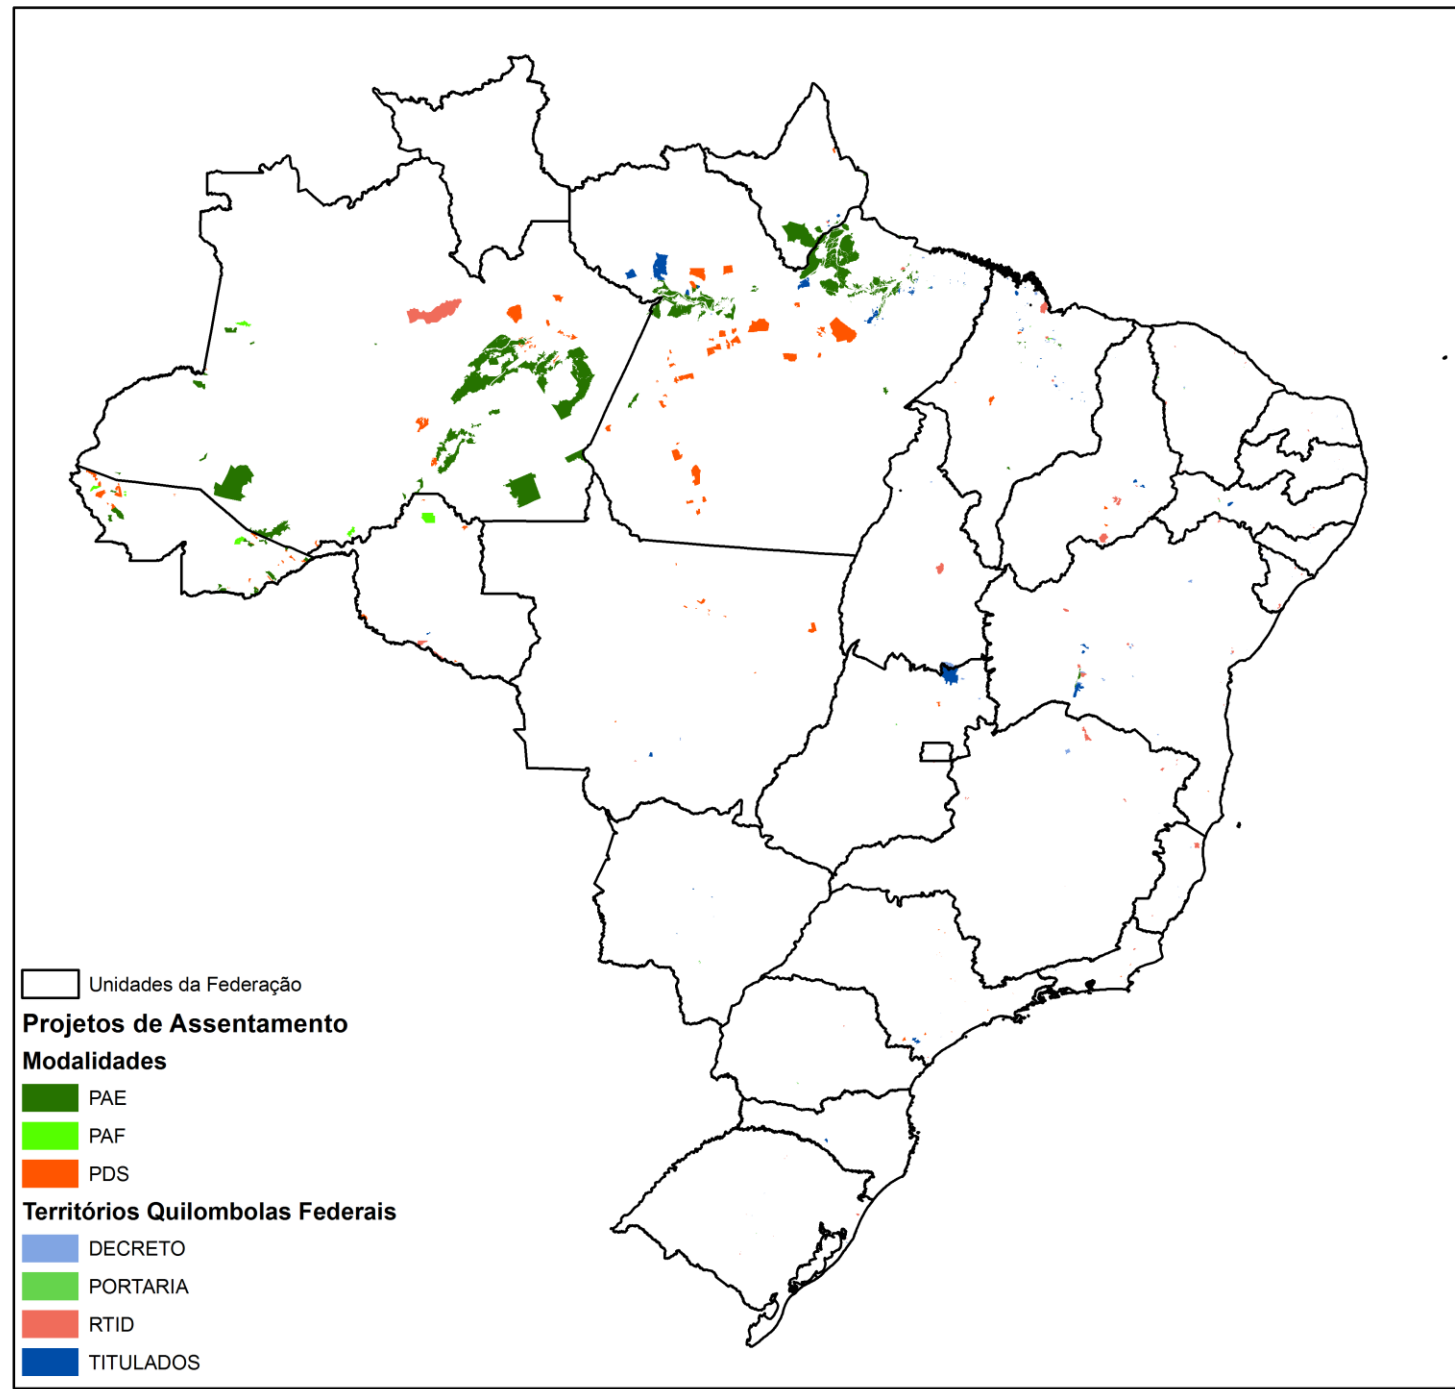 Unidades da Federação
Projetos de Assentamento
Modalidades
PAE
PAF
PDS
Territórios Quilombolas Federais
DECRETO
PORTARIA
RTID
TITULADOS